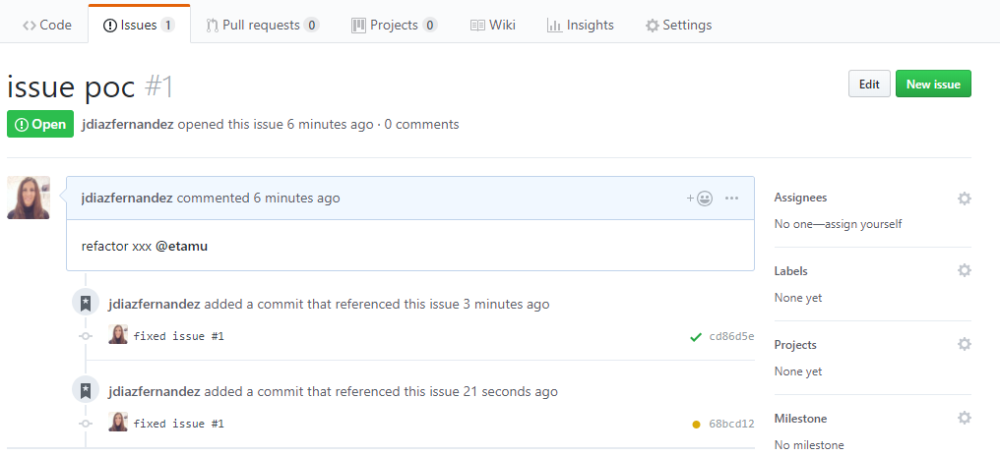 Code Issues 1 Pull requests 0 Projects 0 Wiki Insights Settings
issue poc #1
Edit New issue
Open jdiazfernandez opened this issue 6 minutes ago · 0 comments
jdiazfernandez commented 6 minutes ago
refactor xxx @etamu
jdiazfernandez added a commit that referenced this issue 3 minutes ago
fixed issue #1 cd86d5e
jdiazfernandez added a commit that referenced this issue 21 seconds ago
fixed issue #1 68bcd12
Assignees
No one—assign yourself
Labels
None yet
Projects
None yet
Milestone
No milestone